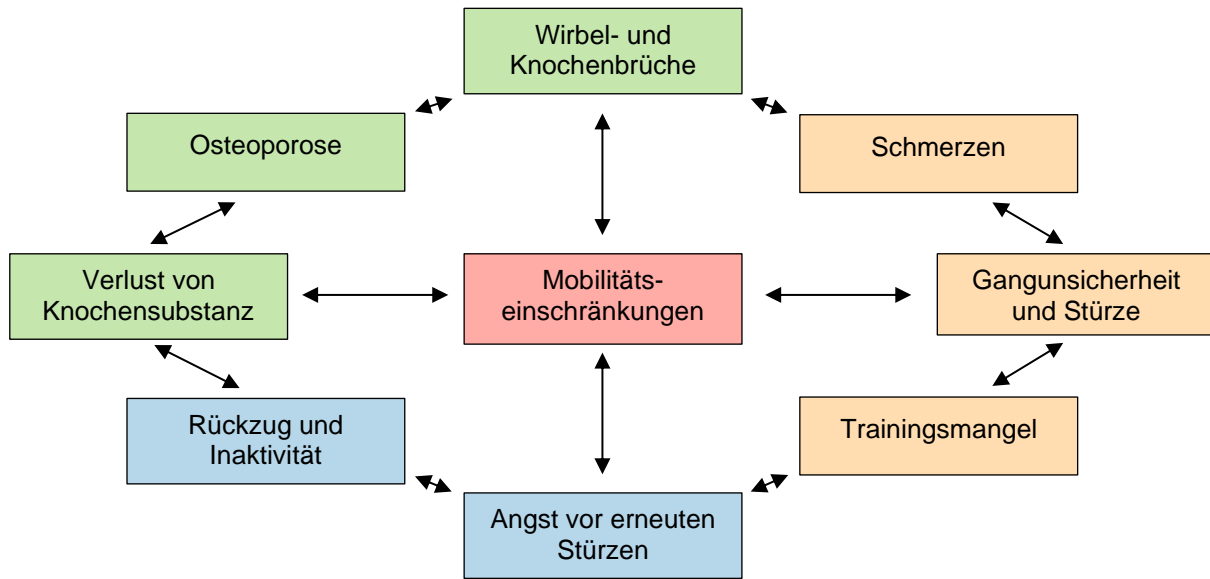 Wirbel- und
Knochenbrüche
Osteoporose
Schmerzen
Verlust von
Knochensubstanz
Mobilitäts-
einschränkungen
Gangunsicherheit
und Stürze
Rückzug und
Inaktivität
Trainingsmangel
Angst vor erneuten
Stürzen